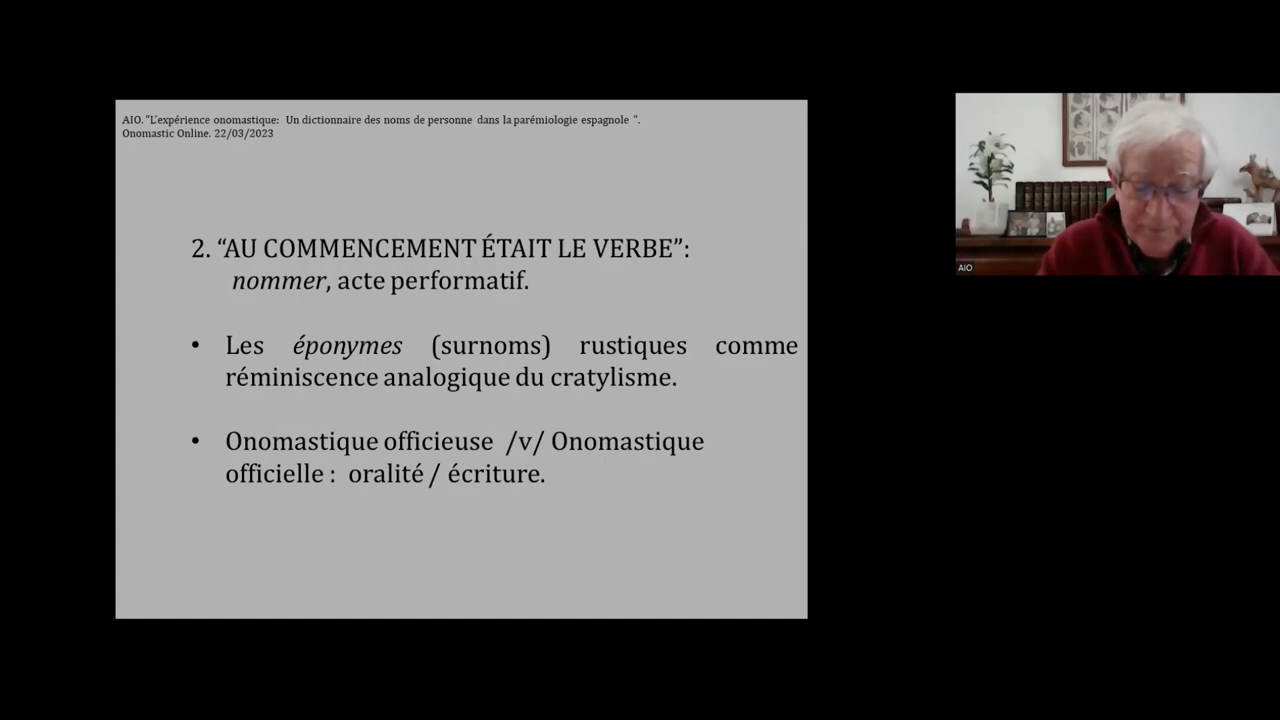 AIO. "L'expérience onomastique: Un dictionnaire des noms de personne dans la parémiologie espagnole ".
Onomastic Online. 22/03/2023
2. “AU COMMENCEMENT ÉTAIT LE VERBE”:
nommer, acte performatif.
• Les éponymes (surnoms) rustiques comme
réminiscence analogique du cratylisme.
• Onomastique officieuse /v/ Onomastique
officielle : oralité / écriture.
AIO